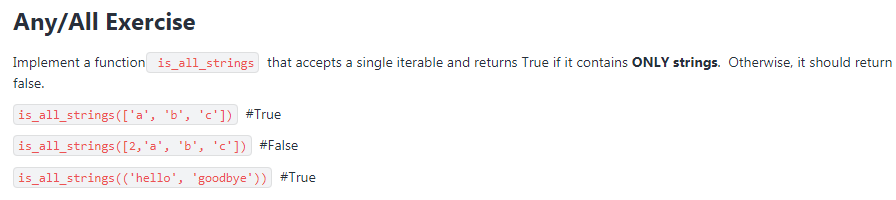 Any/All Exercise
Implement a function is_all_strings that accepts a single iterable and returns True if it contains ONLY strings. Otherwise, it should return
false.
is_all_strings(['a', 'b', 'c']) #True
is_all_strings([2,'a', 'b', 'c']) #False
is_all_strings(('hello', 'goodbye')) #True